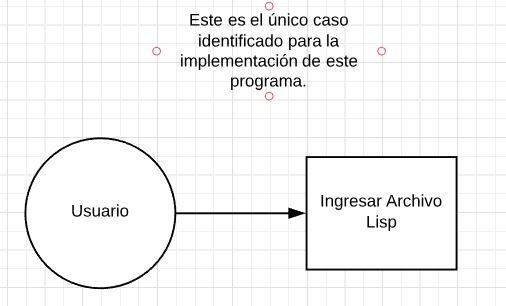 Este es el único caso
identificado para la
implementación de este
programa.
Usuario
Ingresar Archivo
Lisp